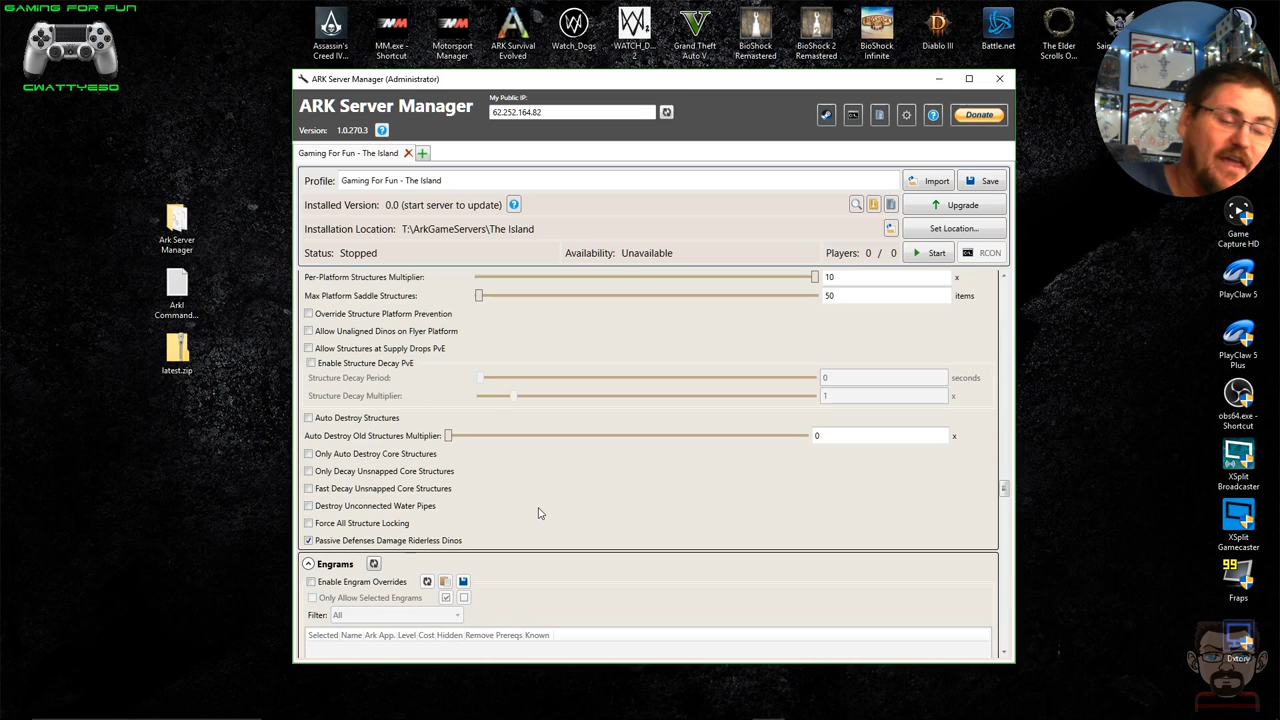 GAMING FOR FUN
CWATTYE50
Assassin's
Creed IV...
MM.exe -
Shortcut
Motorsport
Manager
ARK Survival
Evolved
Watch_Dogs
WATCH_D...
2
Grand Theft
Auto V
BioShock
Remastered
BioShock 2
Remastered
BioShock
Infinite
Diablo III
Battle.net
The Elder
Scrolls O...
ARK Server Manager (Administrator)
ARK Server Manager
My Public IP:
62.252.164.82
Donate
Version: 1.0.270.3
Gaming For Fun - The Island
Profile: Gaming For Fun - The Island
Import
Save
Installed Version: 0.0 (start server to update)
Upgrade
Installation Location: T:\ArkGameServers\The Island
Set Location...
Status: Stopped
Availability: Unavailable
Players: 0 / 0
Start
RCON
Per-Platform Structures Multiplier: 10 x
Max Platform Saddle Structures: 50 items
Override Structure Platform Prevention
Allow Unaligned Dinos on Flyer Platform
Allow Structures at Supply Drops PvE
Enable Structure Decay PvE
Structure Decay Period: 0 seconds
Structure Decay Multiplier: 1 x
Auto Destroy Structures
Auto Destroy Old Structures Multiplier: 0 x
Only Auto Destroy Core Structures
Only Decay Unsnapped Core Structures
Fast Decay Unsnapped Core Structures
Destroy Unconnected Water Pipes
Force All Structure Locking
Passive Defenses Damage Riderless Dinos
Engrams
Enable Engram Overrides
Only Allow Selected Engrams
Filter: All
Selected Name Ark App. Level Cost Hidden Remove Prereqs Known
Ark Server
Manager
ArkI
Command...
latest.zip
Game
Capture HD
PlayClaw 5
PlayClaw 5
Plus
obs64.exe -
Shortcut
XSplit
Broadcaster
XSplit
Gamecaster
99
Fraps
Dxtory